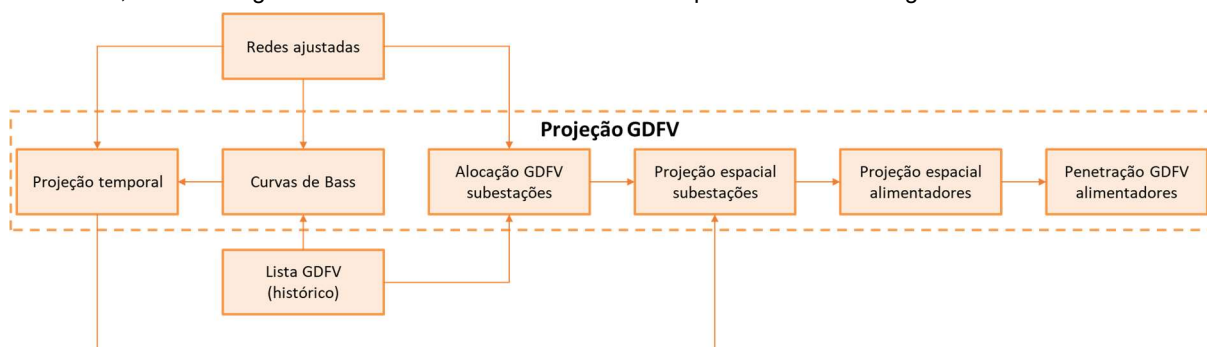 Redes ajustadas
Projeção GDFV
Projeção temporal
Curvas de Bass
Alocação GDFV
subestações
Projeção espacial
subestações
Projeção espacial
alimentadores
Penetração GDFV
alimentadores
Lista GDFV
(histórico)